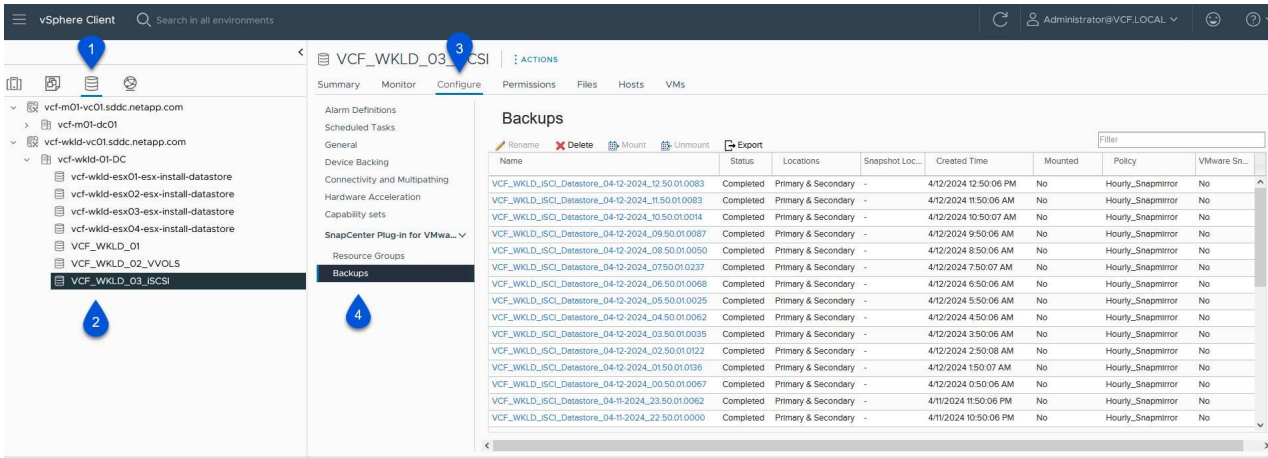 vSphere Client Search in all environments Administrator@VCF.LOCAL
1
vcf-m01-vc01.sddc.netapp.com
vcf-m01-dc01
vcf-wkld-vc01.sddc.netapp.com
vcf-wkld-01-DC
vcf-wkld-esx01-esx-install-datastore
vcf-wkld-esx02-esx-install-datastore
vcf-wkld-esx03-esx-install-datastore
vcf-wkld-esx04-esx-install-datastore
VCF_WKLD_01
VCF_WKLD_02_VVOLS
VCF_WKLD_03_iSCSI
2
VCF_WKLD_03 CSI ACTIONS
3
Summary Monitor Configure Permissions Files Hosts VMs
Alarm Definitions
Scheduled Tasks
General
Device Backing
Connectivity and Multipathing
Hardware Acceleration
Capability sets
SnapCenter Plug-in for VMwa...
Resource Groups
Backups
4
Backups
Rename Delete Mount Unmount Export Filter
Name Status Locations Snapshot Loc... Created Time Mounted Policy VMware Sn...
VCF_WKLD_iSCI_Datastore_04-12-2024_12.50.01.0083 Completed Primary & Secondary - 4/12/2024 12:50:06 PM No Hourly_Snapmirror No
VCF_WKLD_iSCI_Datastore_04-12-2024_11.50.01.0083 Completed Primary & Secondary - 4/12/2024 11:50:06 AM No Hourly_Snapmirror No
VCF_WKLD_iSCI_Datastore_04-12-2024_10.50.01.0014 Completed Primary & Secondary - 4/12/2024 10:50:07 AM No Hourly_Snapmirror No
VCF_WKLD_iSCI_Datastore_04-12-2024_09.50.01.0087 Completed Primary & Secondary - 4/12/2024 9:50:06 AM No Hourly_Snapmirror No
VCF_WKLD_iSCI_Datastore_04-12-2024_08.50.01.0050 Completed Primary & Secondary - 4/12/2024 8:50:06 AM No Hourly_Snapmirror No
VCF_WKLD_iSCI_Datastore_04-12-2024_07.50.01.0237 Completed Primary & Secondary - 4/12/2024 7:50:07 AM No Hourly_Snapmirror No
VCF_WKLD_iSCI_Datastore_04-12-2024_06.50.01.0068 Completed Primary & Secondary - 4/12/2024 6:50:06 AM No Hourly_Snapmirror No
VCF_WKLD_iSCI_Datastore_04-12-2024_05.50.01.0025 Completed Primary & Secondary - 4/12/2024 5:50:06 AM No Hourly_Snapmirror No
VCF_WKLD_iSCI_Datastore_04-12-2024_04.50.01.0062 Completed Primary & Secondary - 4/12/2024 4:50:06 AM No Hourly_Snapmirror No
VCF_WKLD_iSCI_Datastore_04-12-2024_03.50.01.0035 Completed Primary & Secondary - 4/12/2024 3:50:06 AM No Hourly_Snapmirror No
VCF_WKLD_iSCI_Datastore_04-12-2024_02.50.01.0122 Completed Primary & Secondary - 4/12/2024 2:50:08 AM No Hourly_Snapmirror No
VCF_WKLD_iSCI_Datastore_04-12-2024_01.50.01.0136 Completed Primary & Secondary - 4/12/2024 1:50:07 AM No Hourly_Snapmirror No
VCF_WKLD_iSCI_Datastore_04-12-2024_00.50.01.0067 Completed Primary & Secondary - 4/12/2024 0:50:06 AM No Hourly_Snapmirror No
VCF_WKLD_iSCI_Datastore_04-11-2024_23.50.01.0062 Completed Primary & Secondary - 4/11/2024 11:50:06 PM No Hourly_Snapmirror No
VCF_WKLD_iSCI_Datastore_04-11-2024_22.50.01.0000 Completed Primary & Secondary - 4/11/2024 10:50:06 PM No Hourly_Snapmirror No